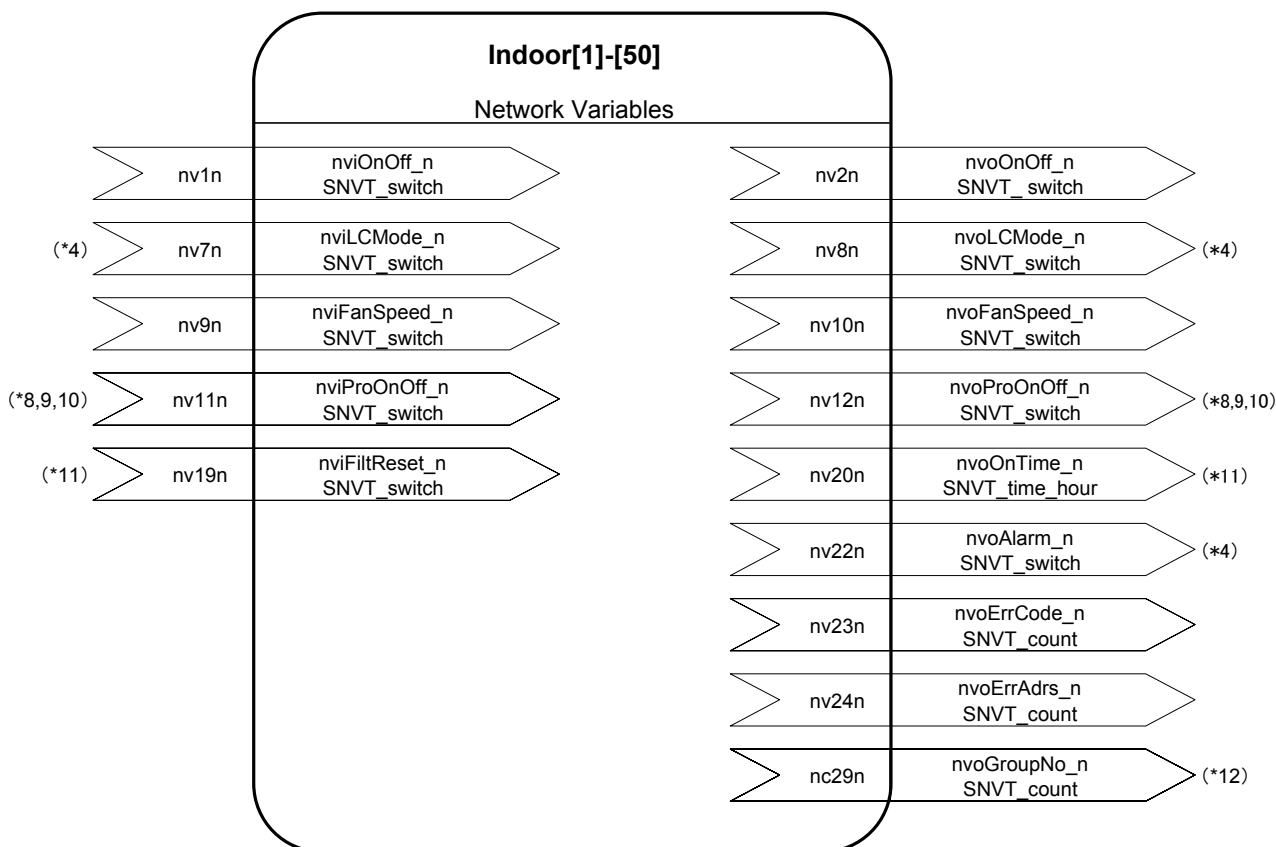 Indoor[1]-[50]
Network Variables
nv1n
nviOnOff_n
SNVT_switch
nv2n
nvoOnOff_n
SNVT_ switch
(*4)
nv7n
nviLCMode_n
SNVT_switch
nv8n
nvoLCMode_n
SNVT_switch
(*4)
nv9n
nviFanSpeed_n
SNVT_switch
nv10n
nvoFanSpeed_n
SNVT_switch
(*8,9,10)
nv11n
nviProOnOff_n
SNVT_switch
nv12n
nvoProOnOff_n
SNVT_switch
(*8,9,10)
(*11)
nv19n
nviFiltReset_n
SNVT_switch
nv20n
nvoOnTime_n
SNVT_time_hour
(*11)
nv22n
nvoAlarm_n
SNVT_switch
(*4)
nv23n
nvoErrCode_n
SNVT_count
nv24n
nvoErrAdrs_n
SNVT_count
nc29n
nvoGroupNo_n
SNVT_count
(*12)